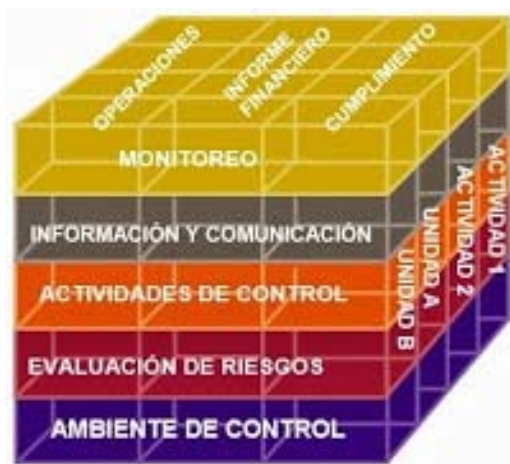 OPERACIONES
INFORME
FINANCIERO
CUMPLIMIENTO
MONITOREO
INFORMACIÓN Y COMUNICACIÓN
ACTIVIDADES DE CONTROL
EVALUACIÓN DE RIESGOS
AMBIENTE DE CONTROL
UNIDAD B
UNIDAD A
ACTIVIDAD 2
ACTIVIDAD 1